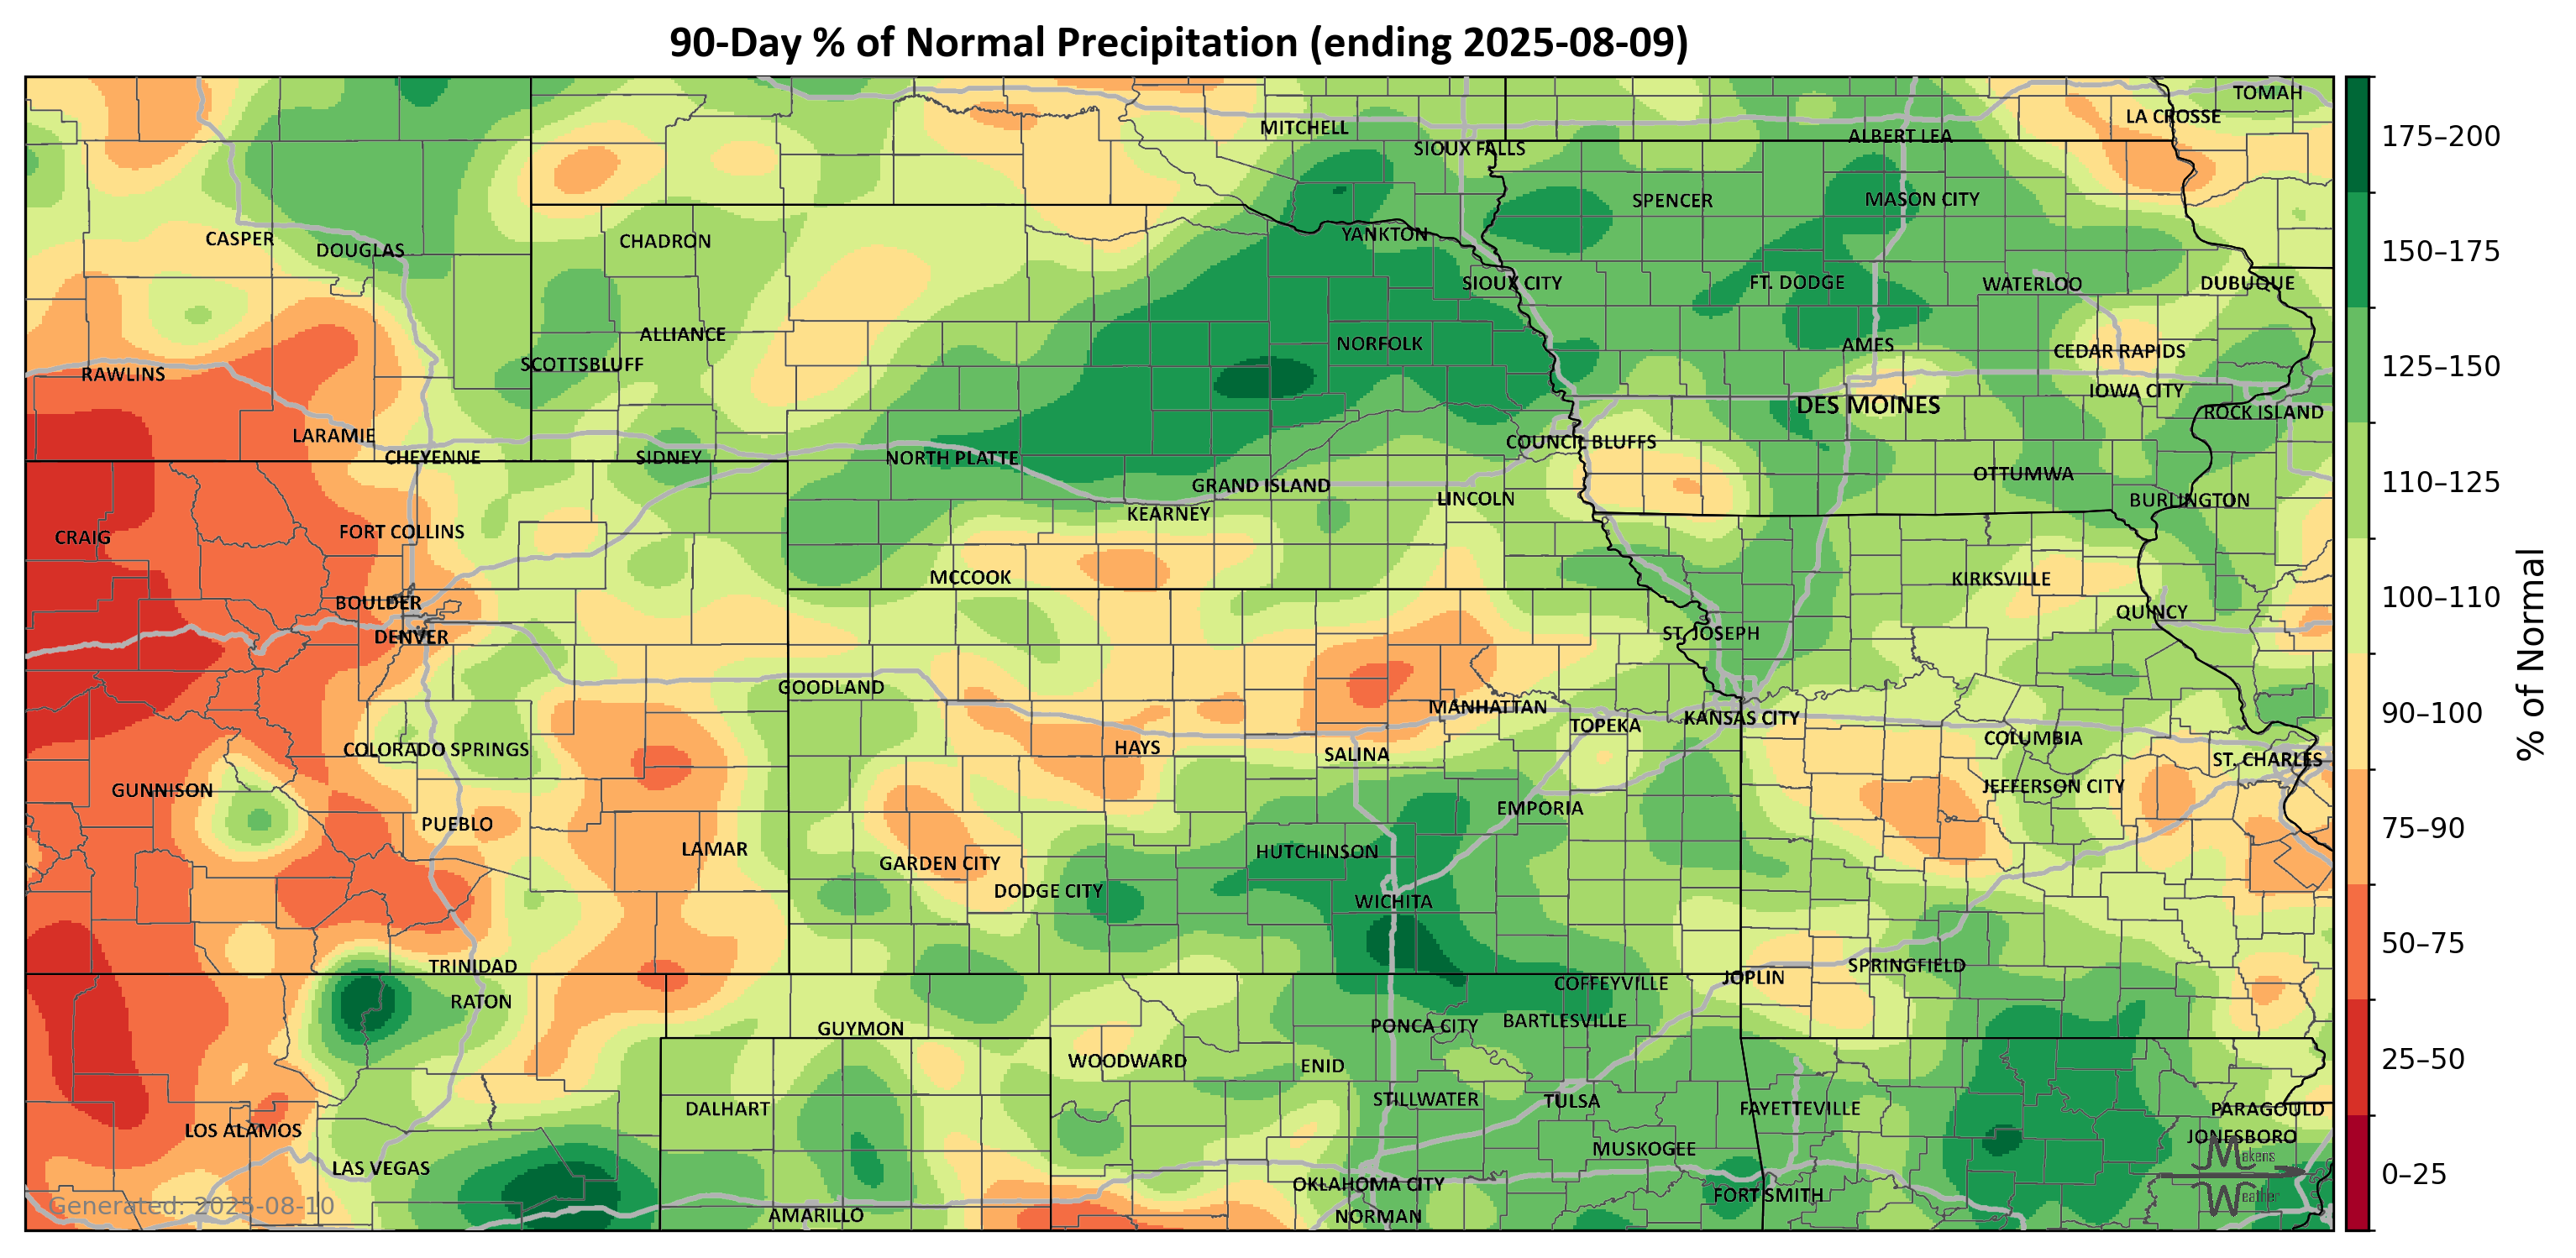 90-Day % of Normal Precipitation (ending 2025-08-09)
TOMAH
LA CROSSE
MITCHELL
ALBERT LEA
SIOUX FALLS
SPENCER
MASON CITY
YANKTON
CASPER
CHADRON
DOUGLAS
SIOUX CITY
FT. DODGE
WATERLOO
DUBUQUE
ALLIANCE
NORFOLK
AMES
CEDAR RAPIDS
SCOTTSBLUFF
RAWLINS
IOWA CITY
DES MOINES
ROCK ISLAND
LARAMIE
COUNCIL BLUFFS
CHEYENNE
SIDNEY
NORTH PLATTE
OTTUMWA
GRAND ISLAND
LINCOLN
BURLINGTON
KEARNEY
FORT COLLINS
CRAIG
MCCOOK
KIRKSVILLE
BOULDER
QUINCY
DENVER
ST. JOSEPH
GOODLAND
MANHATTAN
KANSAS CITY
TOPEKA
COLUMBIA
COLORADO SPRINGS
HAYS
SALINA
ST. CHARLES
GUNNISON
JEFFERSON CITY
EMPORIA
PUEBLO
LAMAR
HUTCHINSON
GARDEN CITY
DODGE CITY
WICHITA
TRINIDAD
SPRINGFIELD
JOPLIN
COFFEYVILLE
RATON
BARTLESVILLE
PONCA CITY
GUYMON
WOODWARD
ENID
STILLWATER
TULSA
DALHART
FAYETTEVILLE
PARAGOULD
LOS ALAMOS
JONESBORO
MUSKOGEE
Makens
LAS VEGAS
OKLAHOMA CITY
FORT SMITH
Weather
Generated: 2025-08-10
AMARILLO
NORMAN
175–200
150–175
125–150
110–125
100–110
90–100
75–90
50–75
25–50
0–25
% of Normal